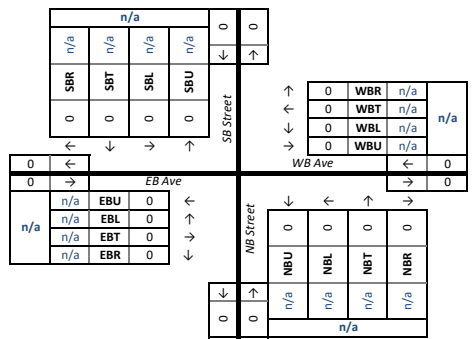 n/a
n/a n/a n/a n/a
SBR SBT SBL SBU
0 0 0 0
← ↓ → ↑
0 0
↓ ↑
SB Street
↑ 0 WBR n/a
← 0 WBT n/a
↓ 0 WBL n/a
→ 0 WBU n/a
n/a
WB Ave
0 ←
← 0
0 →
→ 0
EB Ave
n/a
n/a EBU 0 ←
n/a EBL 0 ↑
n/a EBT 0 →
n/a EBR 0 ↓
NB Street
↓ ↑
0 0
↓ ← ↑ →
0 0 0 0
NBU NBL NBT NBR
n/a n/a n/a n/a
n/a